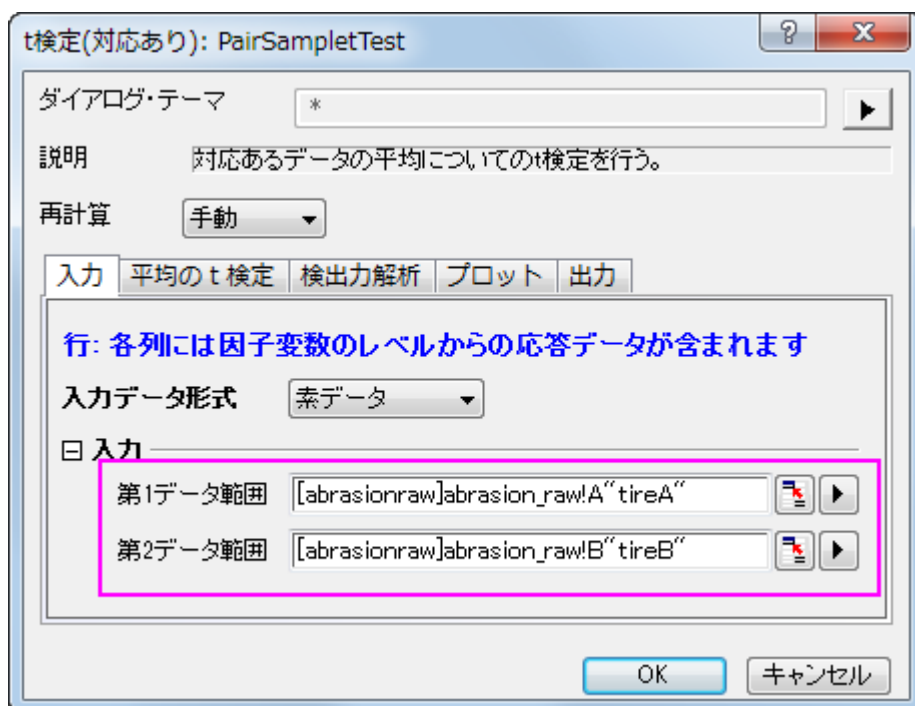 t検定(対応あり): PairSampletTest
ダイアログ・テーマ *
説明 対応あるデータの平均についてのt検定を行う。
再計算 手動
入力 平均のｔ検定 検出力解析 プロット 出力
行: 各列には因子変数のレベルからの応答データが含まれます
入力データ形式 素データ
入力
第1データ範囲 [abrasionraw]abrasion_raw!A"tireA"
第2データ範囲 [abrasionraw]abrasion_raw!B"tireB"
OK キャンセル